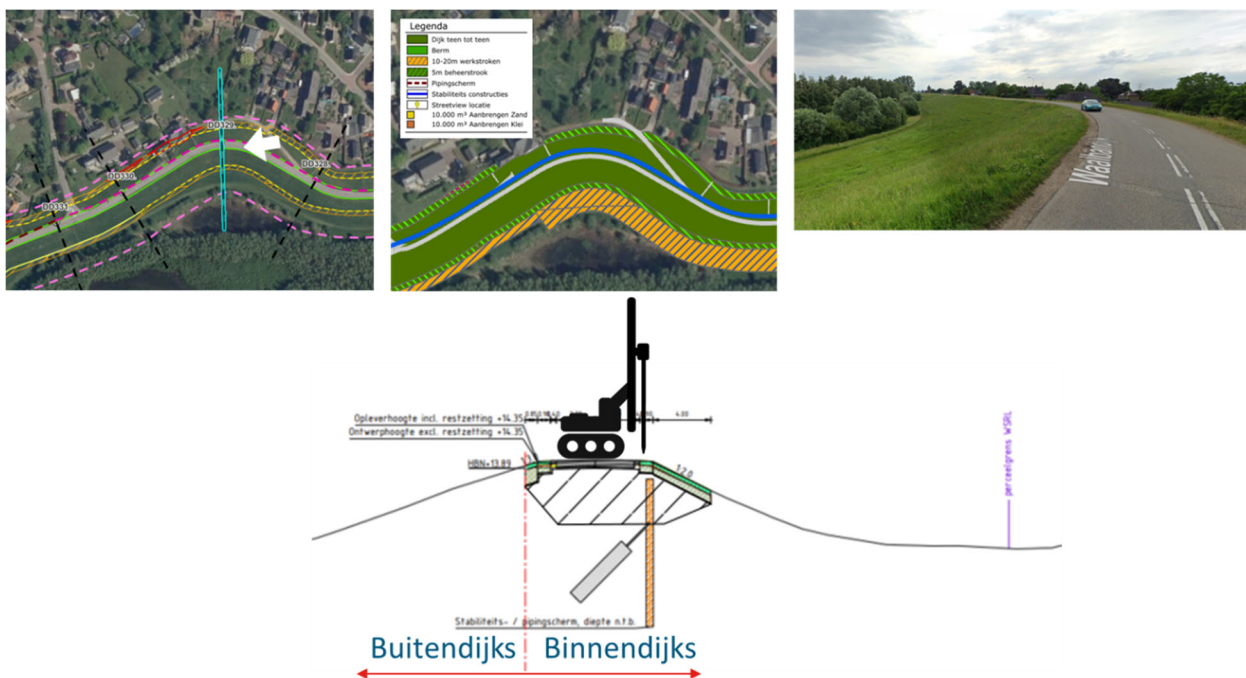 DD329.
DD328.
DD330.
DD331.
Legenda
Dijk teen tot teen
Berm
10-20m werkstroken
5m beheerstrook
Pipingscherm
Stabiliteits constructies
Streetview locatie
10.000 m³ Aanbrengen Zand
10.000 m³ Aanbrengen Klei
Opleverhoogte incl. restzetting +14.35
4.00
Ontwerphoogte excl. restzetting +14.35
HBN+13.89
1:2.0
perceelgrens WSRL
Stabiliteits- / pipingscherm, diepte n.t.b.
Buitendijks
Binnendijks